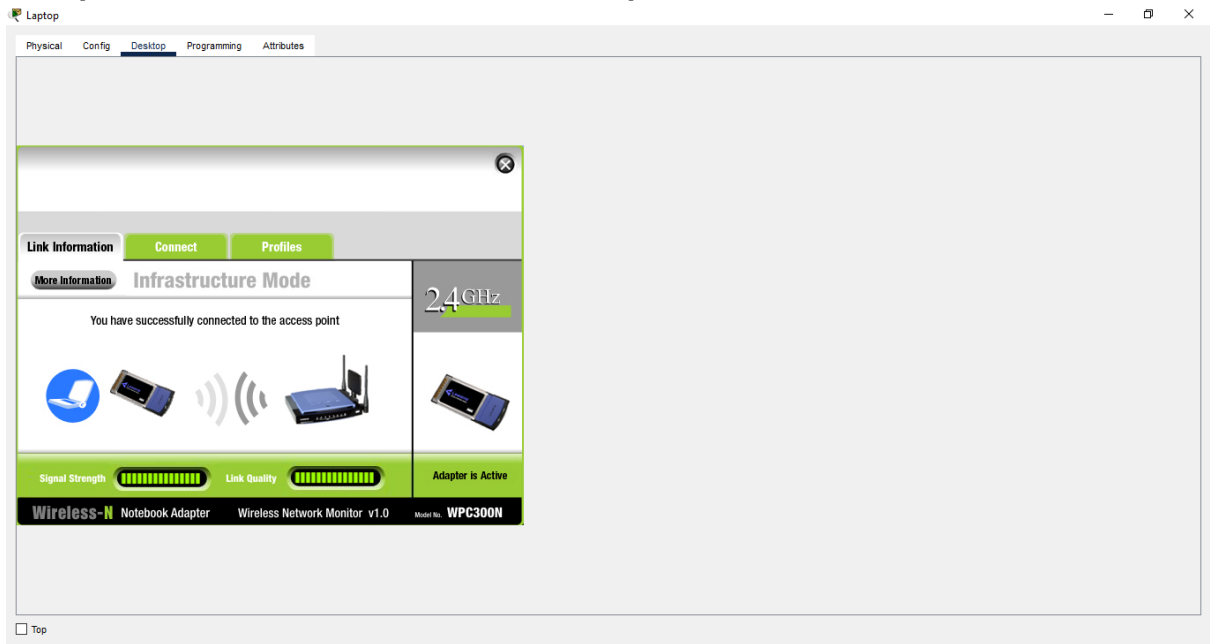 Laptop
Physical Config Desktop Programming Attributes
Link Information Connect Profiles
More Information Infrastructure Mode
2.4GHz
You have successfully connected to the access point
Signal Strength Link Quality Adapter is Active
Wireless-N Notebook Adapter Wireless Network Monitor v1.0 Model No. WPC300N
Top